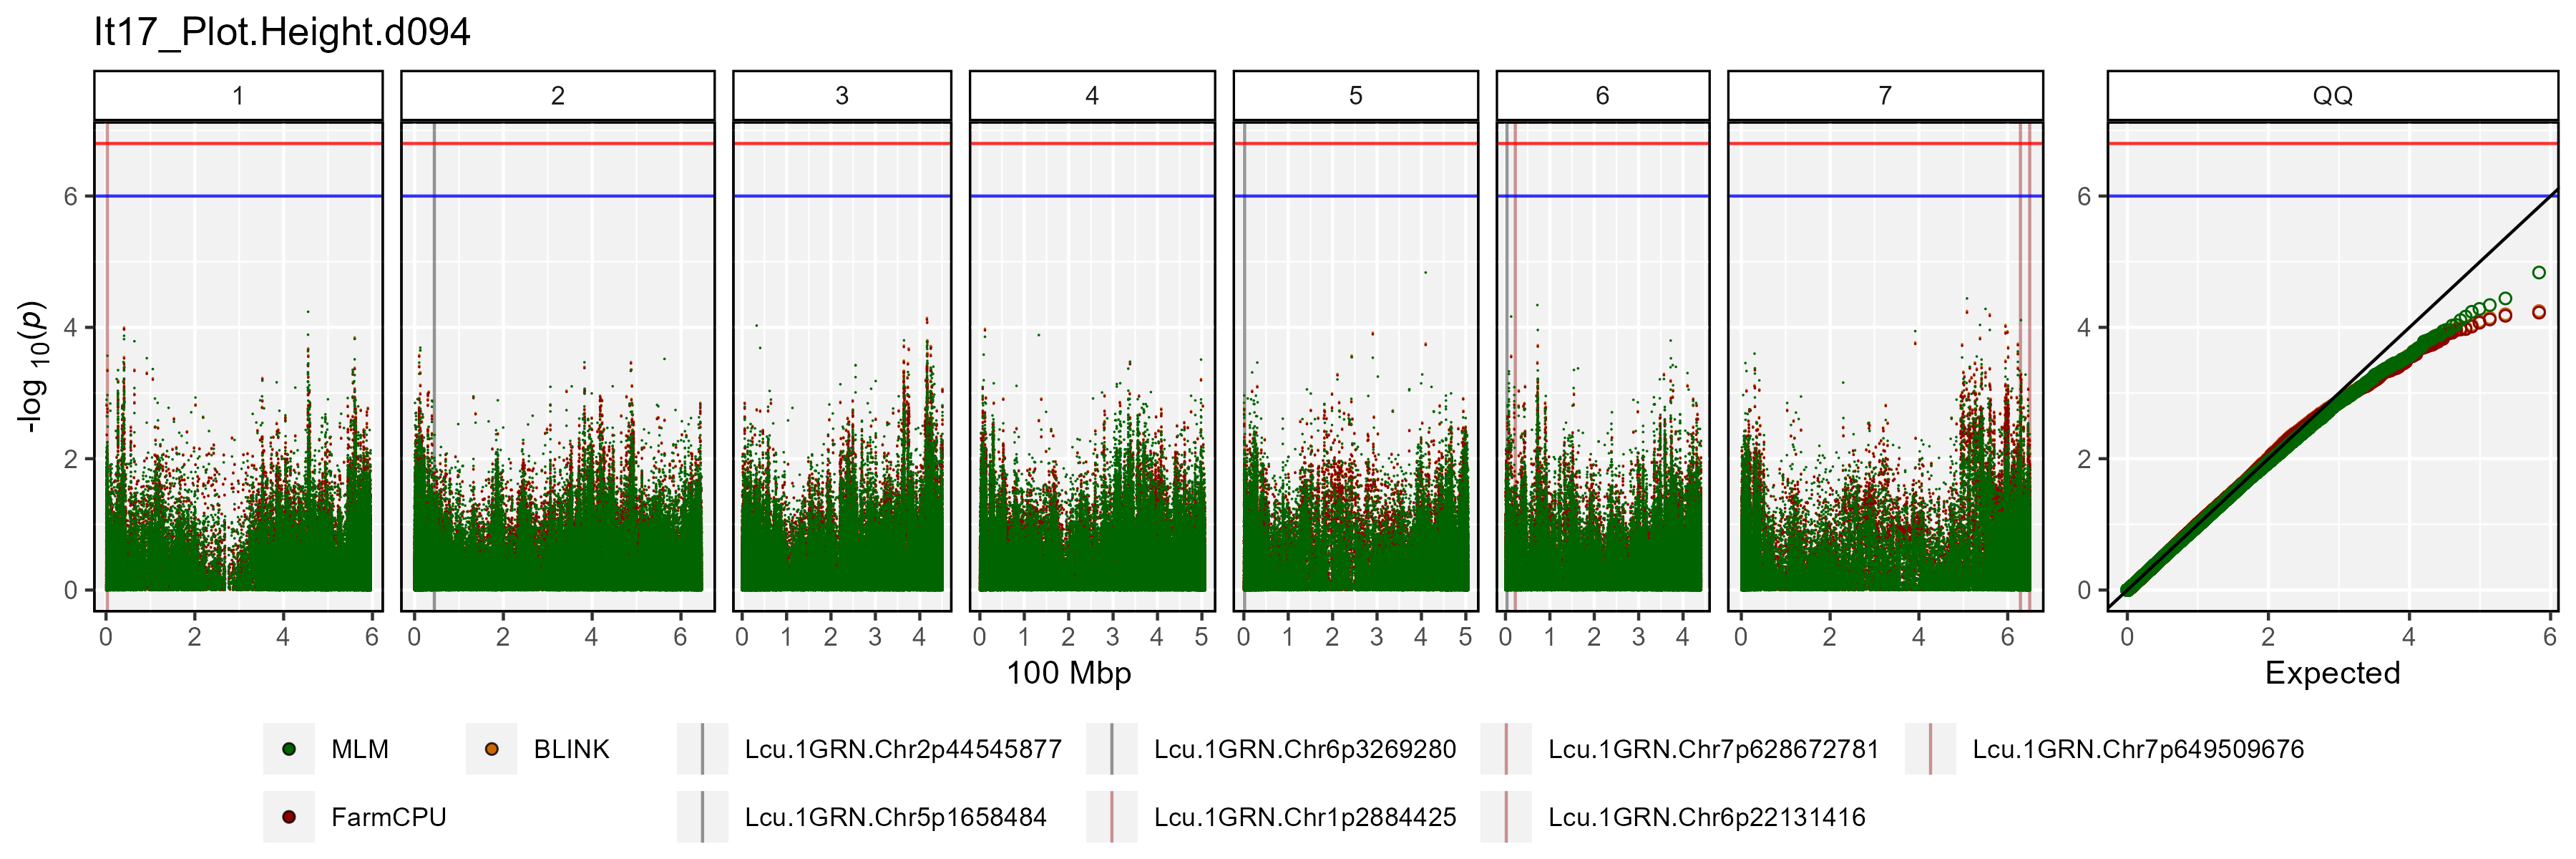 It17_Plot.Height.d094
1 2 3 4 5 6 7 QQ
-log 10(p)
6
4
2
0
6
4
2
0
0 2 4 6 0 2 4 6 0 1 2 3 4 0 1 2 3 4 5 0 1 2 3 4 5 0 1 2 3 4 0 2 4 6 0 2 4 6
100 Mbp Expected
MLM BLINK Lcu.1GRN.Chr2p44545877 Lcu.1GRN.Chr6p3269280 Lcu.1GRN.Chr7p628672781 Lcu.1GRN.Chr7p649509676
FarmCPU Lcu.1GRN.Chr5p1658484 Lcu.1GRN.Chr1p2884425 Lcu.1GRN.Chr6p22131416